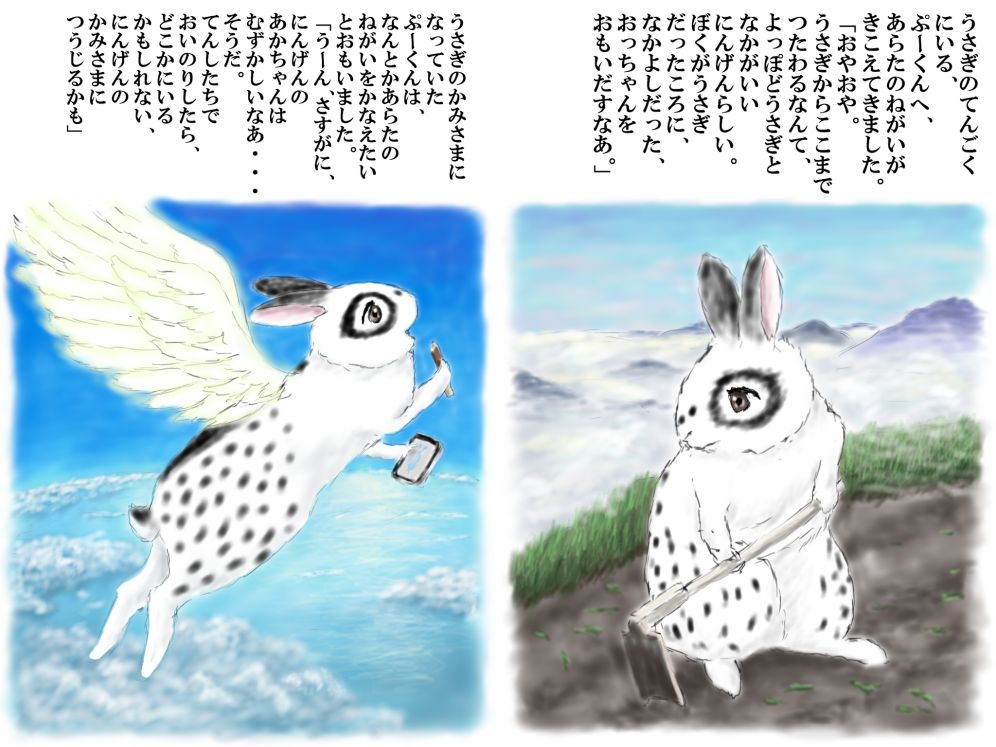 うさぎのてんごく
にいる、
ぷーくんへ、
あらたのねがいが
きこえてきました。
「おやおや。
うさぎからここまで
つたわるなんて、
よっぽどうさぎと
なかがいい
にんげんらしい。
ぼくがうさぎ
だったころに、
なかよしだった、
おっちゃんを
おもいだすなあ。」
うさぎのかみさまに
なっていた
ぷーくんは、
なんとかあらたの
ねがいをかなえたい
とおもいました。
「うーん、さすがに、
にんげんの
あかちゃんは
むずかしいなあ・・・
そうだ。
てんしたちで
おいのりしたら、
どこかにいる
かもしれない、
にんげんの
かみさまに
つうじるかも」